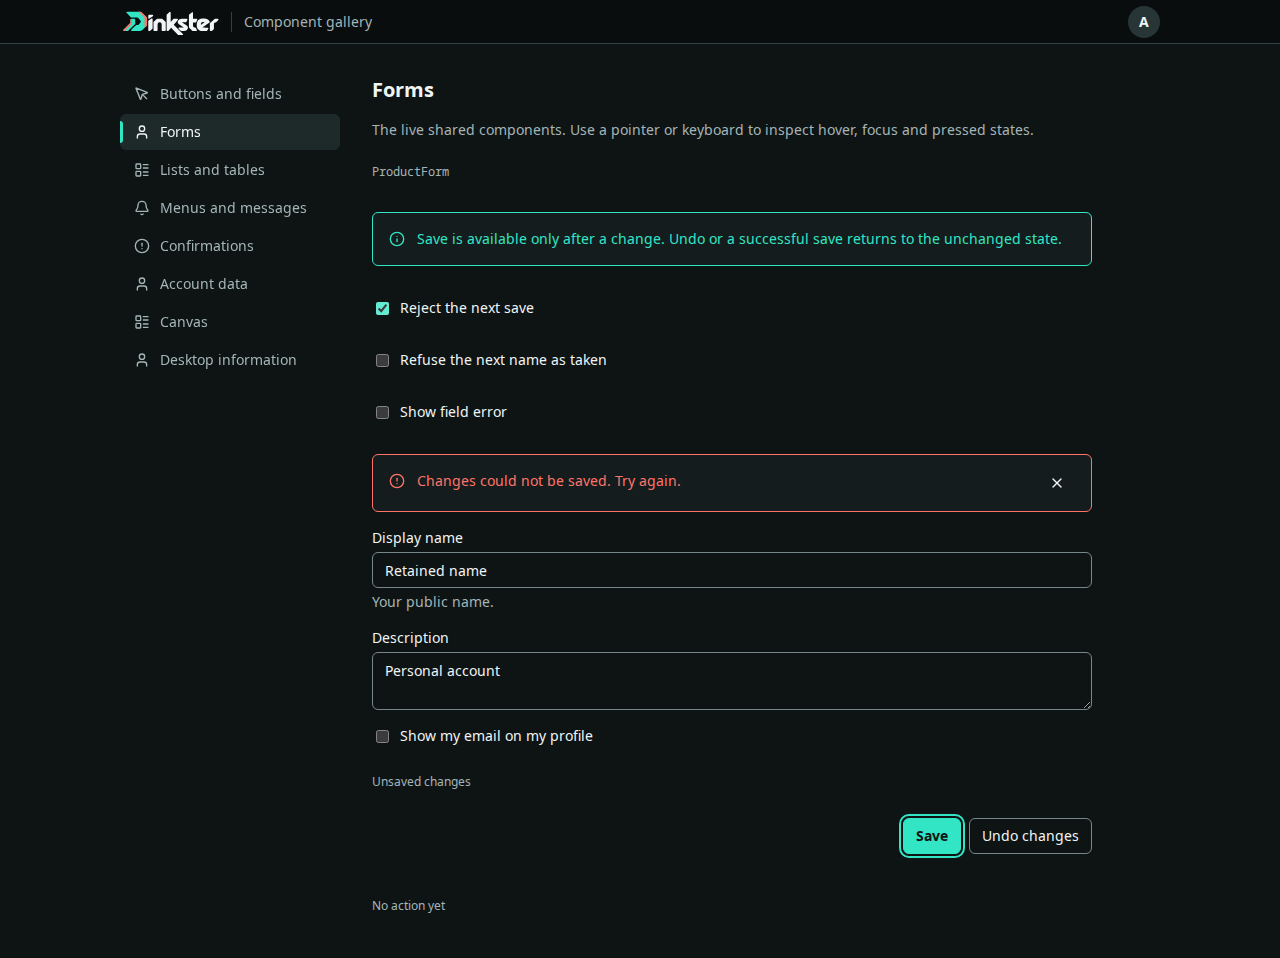 Dinkster
Component gallery
A
Buttons and fields
Forms
Lists and tables
Menus and messages
Confirmations
Account data
Canvas
Desktop information
Forms
The live shared components. Use a pointer or keyboard to inspect hover, focus and pressed states.
ProductForm
Save is available only after a change. Undo or a successful save returns to the unchanged state.
Reject the next save
Refuse the next name as taken
Show field error
Changes could not be saved. Try again.
Display name
Retained name
Your public name.
Description
Personal account
Show my email on my profile
Unsaved changes
Save
Undo changes
No action yet